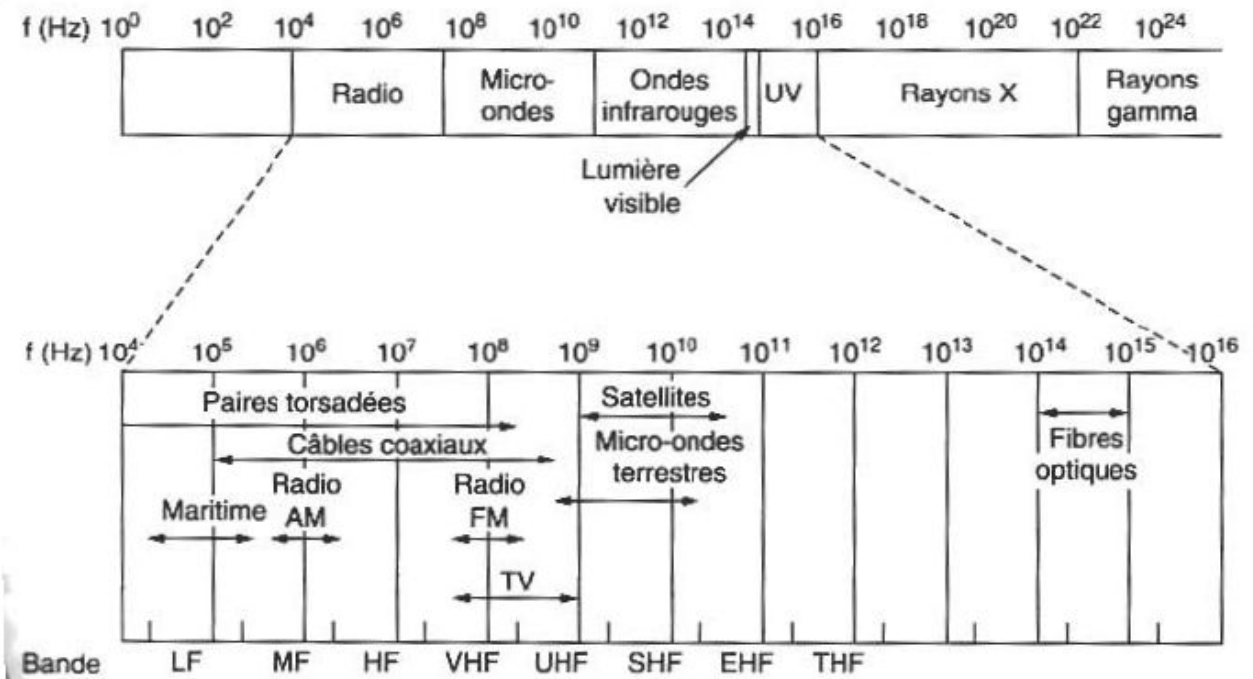 f (Hz) 10⁰ 10² 10⁴ 10⁶ 10⁸ 10¹⁰ 10¹² 10¹⁴ 10¹⁶ 10¹⁸ 10²⁰ 10²² 10²⁴
Radio
Micro-
ondes
Ondes
infrarouges
UV
Rayons X
Rayons
gamma
Lumière
visible
f (Hz) 10⁴ 10⁵ 10⁶ 10⁷ 10⁸ 10⁹ 10¹⁰ 10¹¹ 10¹² 10¹³ 10¹⁴ 10¹⁵ 10¹⁶
Paires torsadées
Satellites
Câbles coaxiaux
Micro-ondes
terrestres
Fibres
optiques
Maritime
Radio
AM
Radio
FM
TV
Bande LF MF HF VHF UHF SHF EHF THF